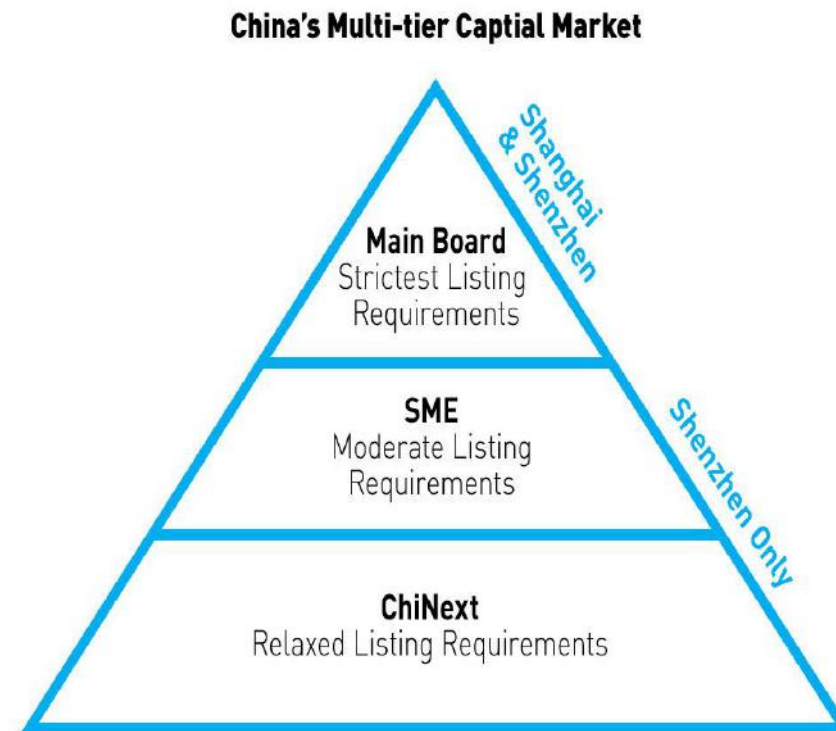 China's Multi-tier Captial Market
Shanghai
& Shenzhen
Main Board
Strictest Listing
Requirements
SME
Moderate Listing
Requirements
Shenzhen Only
ChiNext
Relaxed Listing Requirements